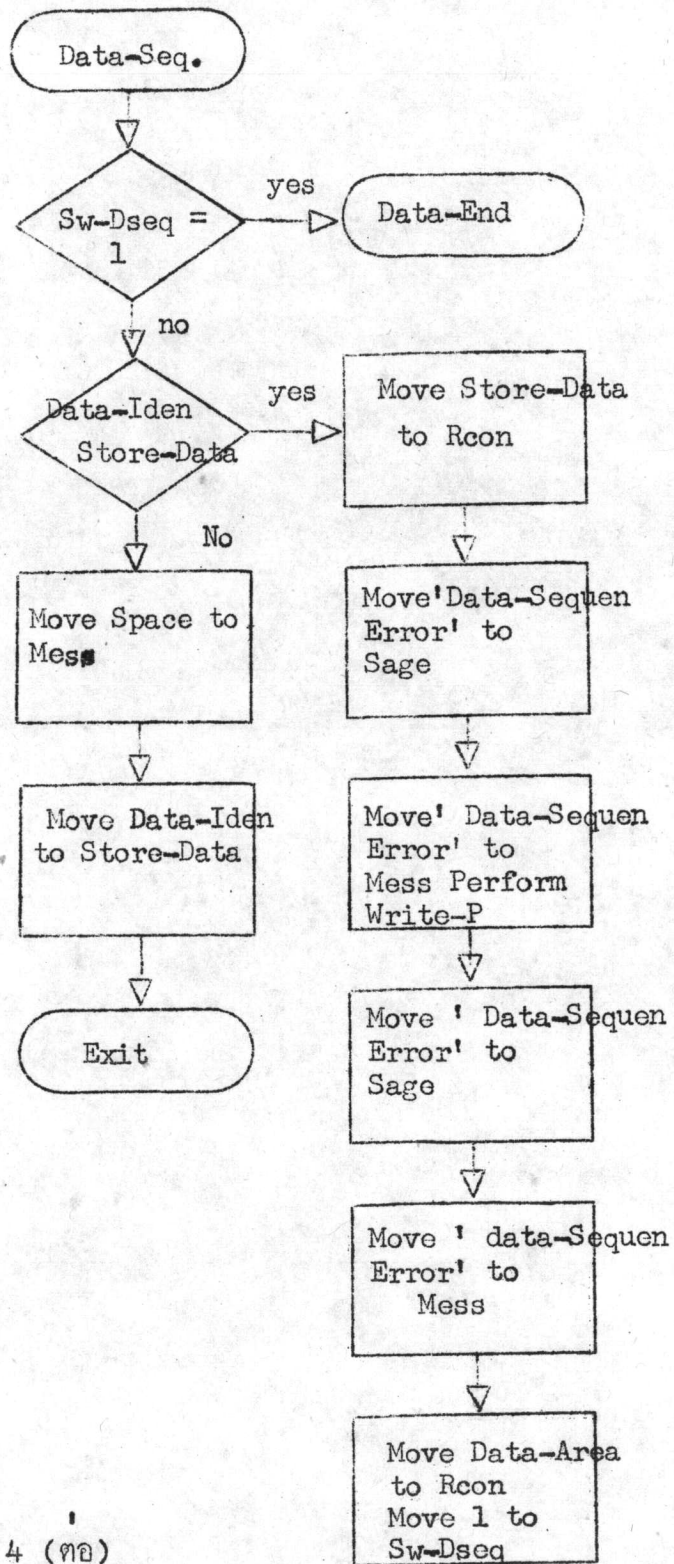 Data-Seq.
Sw-Dseq =
1
yes
Data-End
no
Data-Iden
Store-Data
yes
Move Store-Data
to Rcon
No
Move Space to
Mess
Move Data-Iden
to Store-Data
Exit
Move'Data-Sequen
Error' to
Sage
Move' Data-Sequen
Error' to
Mess Perform
Write-P
Move ' Data-Sequen
Error' to
Sage
Move ' data-Sequen
Error' to
Mess
Move Data-Area
to Rcon
Move 1 to
Sw-Dseq
4 (ต่อ)